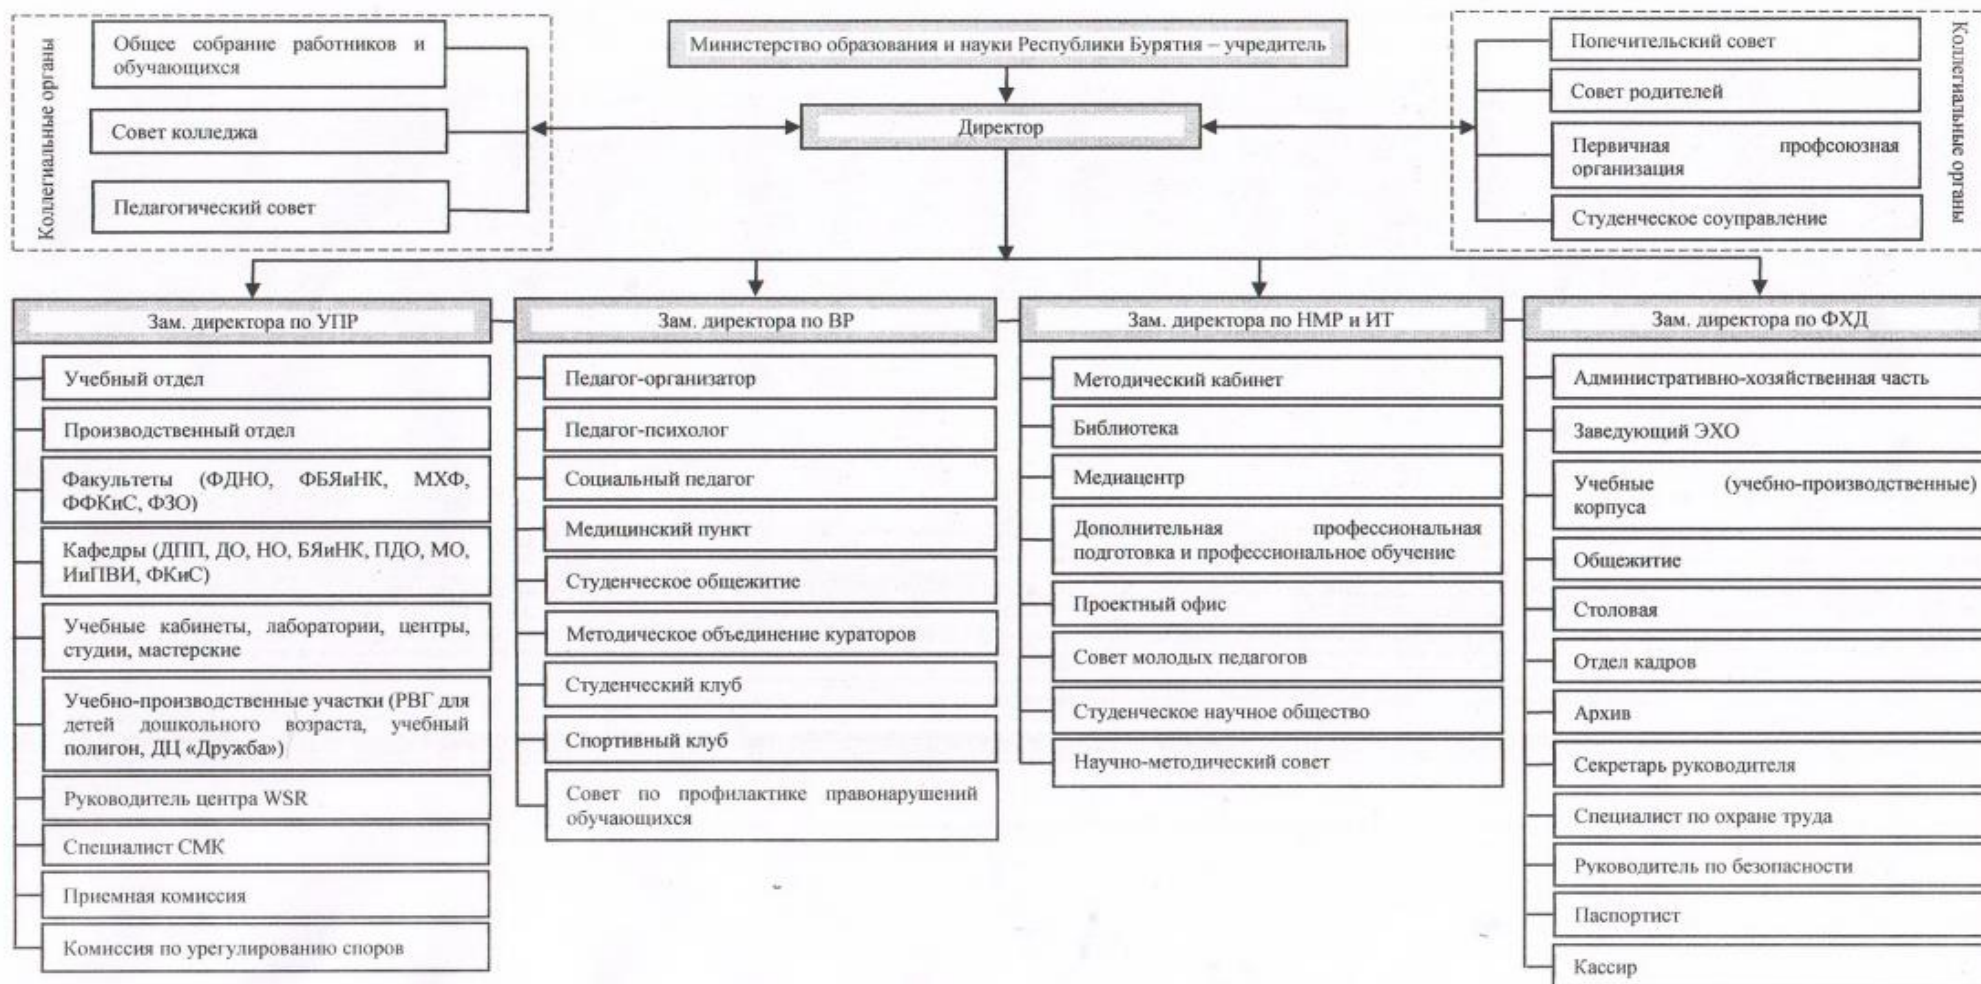 Коллегиальные органы
Общее собрание работников и
обучающихся
Совет колледжа
Педагогический совет
Министерство образования и науки Республики Бурятия – учредитель
Директор
Попечительский совет
Совет родителей
Первичная профсоюзная
организация
Студенческое соуправление
Коллегиальные органы
Зам. директора по УПР
Учебный отдел
Производственный отдел
Факультеты (ФДНО, ФБЯиНК, МХФ,
ФФКиС, ФЗО)
Кафедры (ДПП, ДО, НО, БЯиНК, ПДО, МО,
ИиПВИ, ФКиС)
Учебные кабинеты, лаборатории, центры,
студии, мастерские
Учебно-производственные участки (РВГ для
детей дошкольного возраста, учебный
полигон, ДЦ «Дружба»)
Руководитель центра WSR
Специалист СМК
Приемная комиссия
Комиссия по урегулированию споров
Зам. директора по ВР
Педагог-организатор
Педагог-психолог
Социальный педагог
Медицинский пункт
Студенческое общежитие
Методическое объединение кураторов
Студенческий клуб
Спортивный клуб
Совет по профилактике правонарушений
обучающихся
Зам. директора по НМР и ИТ
Методический кабинет
Библиотека
Медиацентр
Дополнительная профессиональная
подготовка и профессиональное обучение
Проектный офис
Совет молодых педагогов
Студенческое научное общество
Научно-методический совет
Зам. директора по ФХД
Административно-хозяйственная часть
Заведующий ЭХО
Учебные (учебно-производственные)
корпуса
Общежитие
Столовая
Отдел кадров
Архив
Секретарь руководителя
Специалист по охране труда
Руководитель по безопасности
Паспортист
Кассир